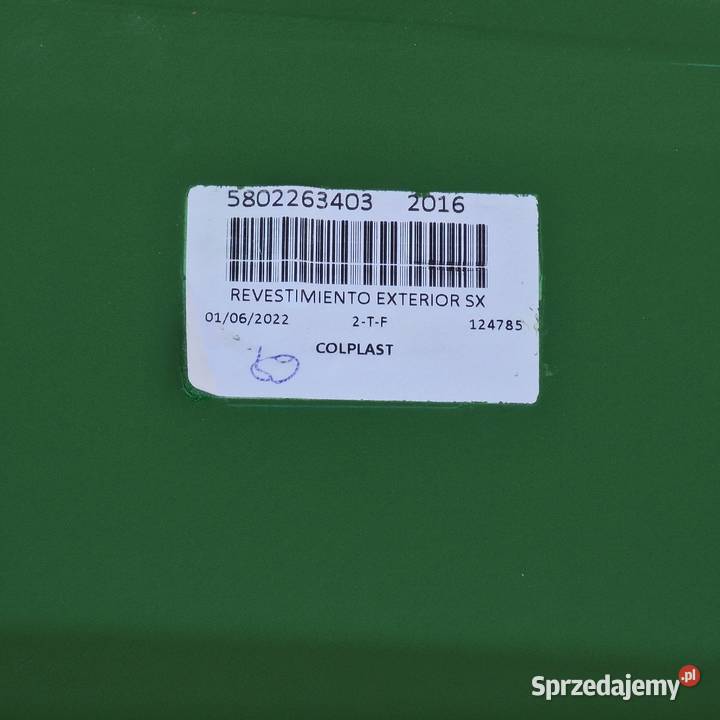 5802263403 2016
REVESTIMIENTO EXTERIOR SX
01/06/2022 2-T-F 124785
COLPLAST
Sprzedajemy.pl